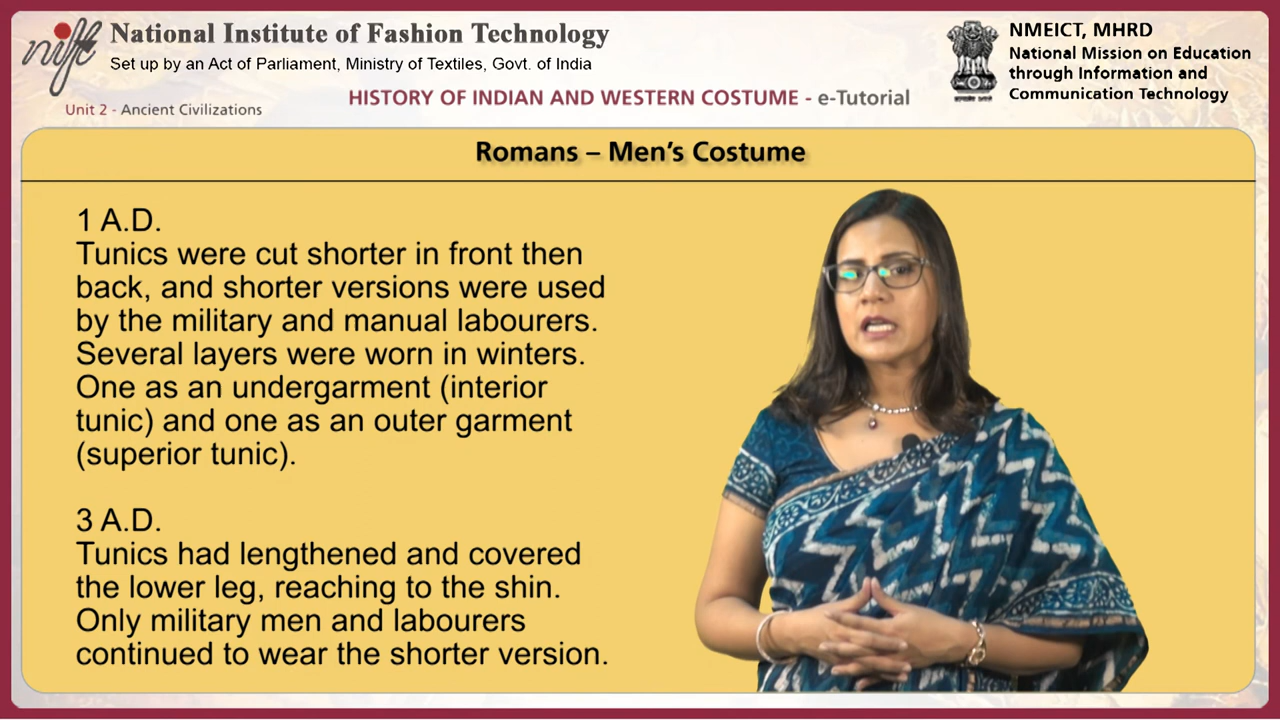 nift
National Institute of Fashion Technology
Set up by an Act of Parliament, Ministry of Textiles, Govt. of India
Unit 2 - Ancient Civilizations
HISTORY OF INDIAN AND WESTERN COSTUME - e-Tutorial
NMEICT, MHRD
National Mission on Education
through Information and
Communication Technology
Romans – Men's Costume
1 A.D.
Tunics were cut shorter in front then
back, and shorter versions were used
by the military and manual labourers.
Several layers were worn in winters.
One as an undergarment (interior
tunic) and one as an outer garment
(superior tunic).
3 A.D.
Tunics had lengthened and covered
the lower leg, reaching to the shin.
Only military men and labourers
continued to wear the shorter version.